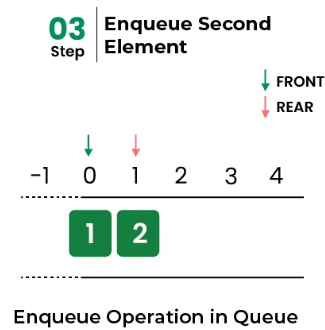 03
Step
Enqueue Second
Element
FRONT
REAR
-1 0 1 2 3 4
1 2
Enqueue Operation in Queue